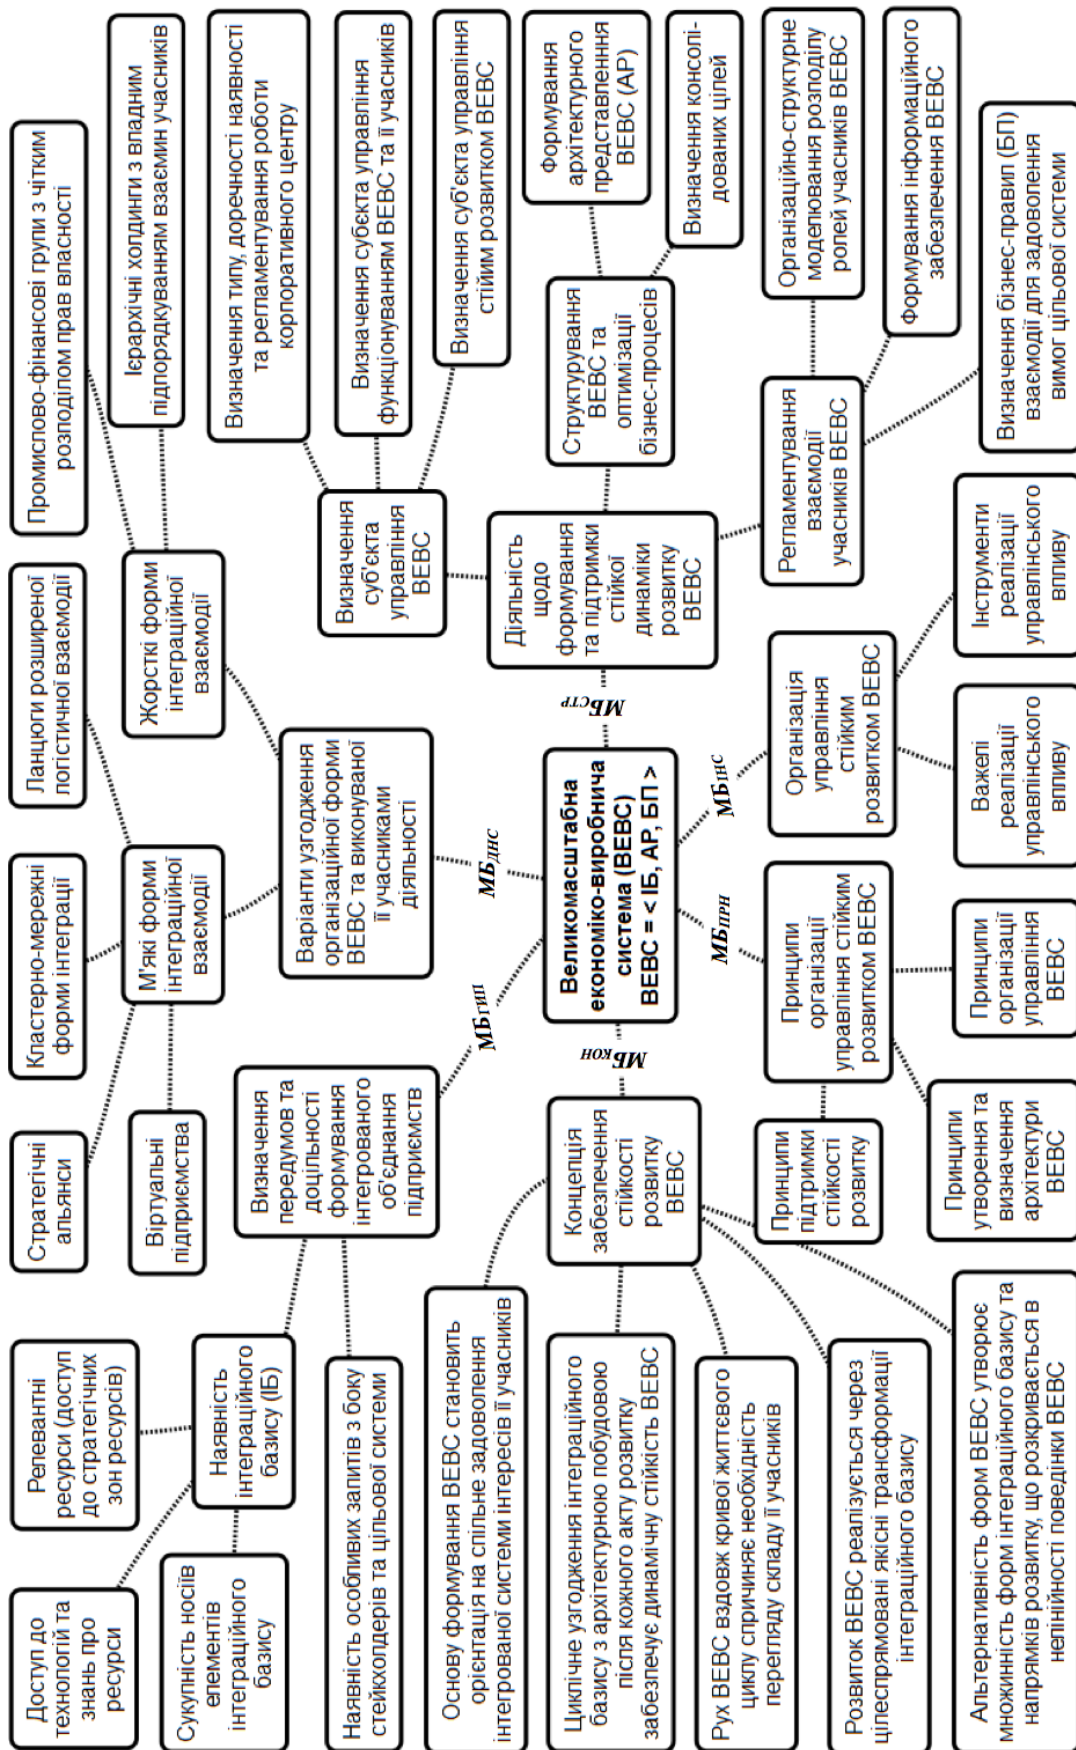 Доступ до
технологій та
знань про
ресурси
Релевантні
ресурси (доступ
до стратегічних
зон ресурсів)
Стратегічні
альянси
Кластерно-мережні
форми інтеграції
Ланцюги розширеної
логістичної взаємодії
Промислово-фінансові групи з чітким
розподілом прав власності
Сукупність носіїв
елементів
інтеграційного
базису
Наявність
інтеграційного
базису (ІБ)
Віртуальні
підприємства
М'які форми
інтеграційної
взаємодії
Жорсткі форми
інтеграційної
взаємодії
Ієрархічні холдинги з владним
підпорядкуванням взаємин учасників
Наявність особливих запитів з боку
стейкхолдерів та цільової системи
Визначення
передумов та
доцільності
формування
інтегрованого
об'єднання
підприємств
Варіанти узгодження
організаційної форми
ВЕВС та виконуваної
її учасниками
діяльності
Визначення типу, доречності наявності
та регламентування роботи
корпоративного центру
Визначення
суб'єкта
управління
ВЕВС
Визначення субєкта управління
функціонуванням ВЕВС та її учасників
Визначення суб'єкта управління
стійим розвитком ВЕВС
МБГИП
МБДНС
Основу формування ВЕВС становить
орієнтація на спільне задоволення
інтегрованої системи інтересів її учасників
Концепція
забезпечення
стійкості
розвитку
ВЕВС
МБКОН
Великомасштабна
економіко-виробнича
система (ВЕВС)
ВЕВС = < ІБ, АР, БП >
МБСТР
Діяльність
щодо
формування
та підтримки
стійкої
динаміки
розвитку
ВЕВС
Структурування
ВЕВС та
оптимізації
бізнес-процесів
Формування
архітектурного
представленння
ВЕВС (АР)
Визначення консолі-
дованих цілей
Циклічне узгодження інтеграційного
базису з архітектурною побудовою
після кожного акту розвитку
забезпечує динамічну стійкість ВЕВС
Рух ВЕВС вздовж кривої життєвого
циклу спричиняє необхідність
перегляду складу її учасників
МБПРН
МБІНС
Принципи
підтримки
стійкості
розвитку
Принципи
організації
управління стійким
розвитком ВЕВС
Організація
управління
стійким
розвитком ВЕВС
Регламентування
взаємодії
учасників ВЕВС
Організаційно-структурне
моделювання розподілу
ролей учасників ВЕВС
Формування інформаційного
забезпечення ВЕВС
Розвиток ВЕВС реалізується через
цілеспрямовані якісні трансформації
інтеграційного базису
Альтернативність форм ВЕВС утворює
множинність форм інтеграційного базису та
напрямків розвитку, що розкривається в
нелінійності поведінки ВЕВС
Принципи
утворення та
визначення
архітектури
ВЕВС
Принципи
організації
управління
ВЕВС
Важелі
реалізації
управлінського
впливу
Інструменти
реалізації
управлінського
впливу
Визначення бізнес-правил (БП)
взаємодії для задоволення
вимог цільової системи